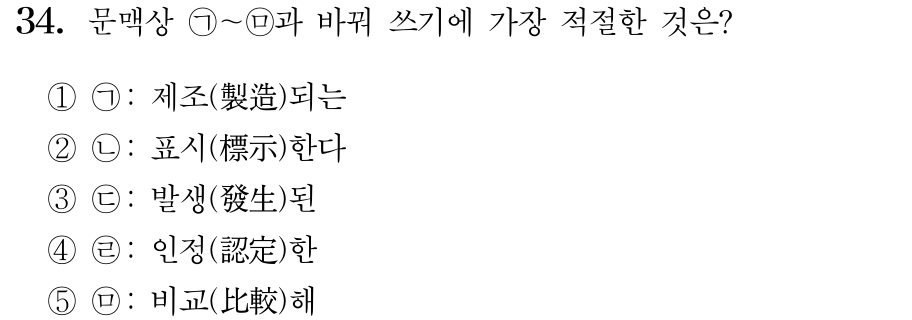 34. 문맥상 ㉠~㉤과 바꿔 쓰기에 가장 적절한 것은?
① ㉠: 제조(製造)되는
② ㉡: 표시(標示)한다
③ ㉢: 발생(發生)된
④ ㉣: 인정(認定)한
⑤ ㉤: 비교(比較)해